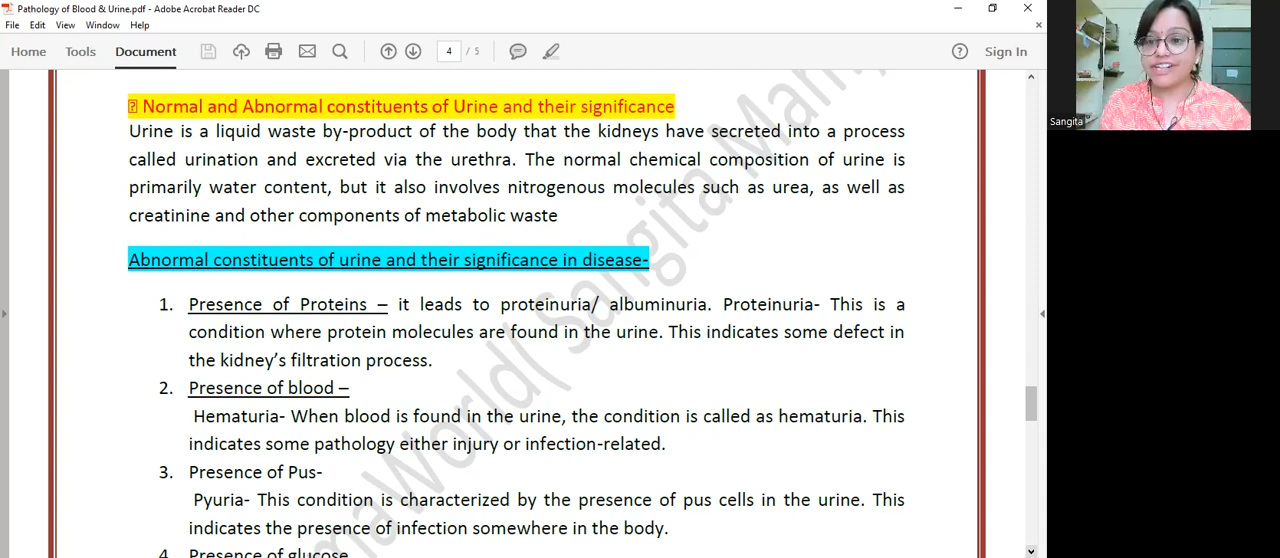 Pathology of Blood & Urine.pdf - Adobe Acrobat Reader DC
File Edit View Window Help
Home Tools Document 4 / 5 Sign In
Normal and Abnormal constituents of Urine and their significance
Urine is a liquid waste by-product of the body that the kidneys have secreted into a process
called urination and excreted via the urethra. The normal chemical composition of urine is
primarily water content, but it also involves nitrogenous molecules such as urea, as well as
creatinine and other components of metabolic waste
Abnormal constituents of urine and their significance in disease-
1. Presence of Proteins – it leads to proteinuria/ albuminuria. Proteinuria- This is a
condition where protein molecules are found in the urine. This indicates some defect in
the kidney's filtration process.
2. Presence of blood –
Hematuria- When blood is found in the urine, the condition is called as hematuria. This
indicates some pathology either injury or infection-related.
3. Presence of Pus-
Pyuria- This condition is characterized by the presence of pus cells in the urine. This
indicates the presence of infection somewhere in the body.
4. Presence of glucose
Sangita